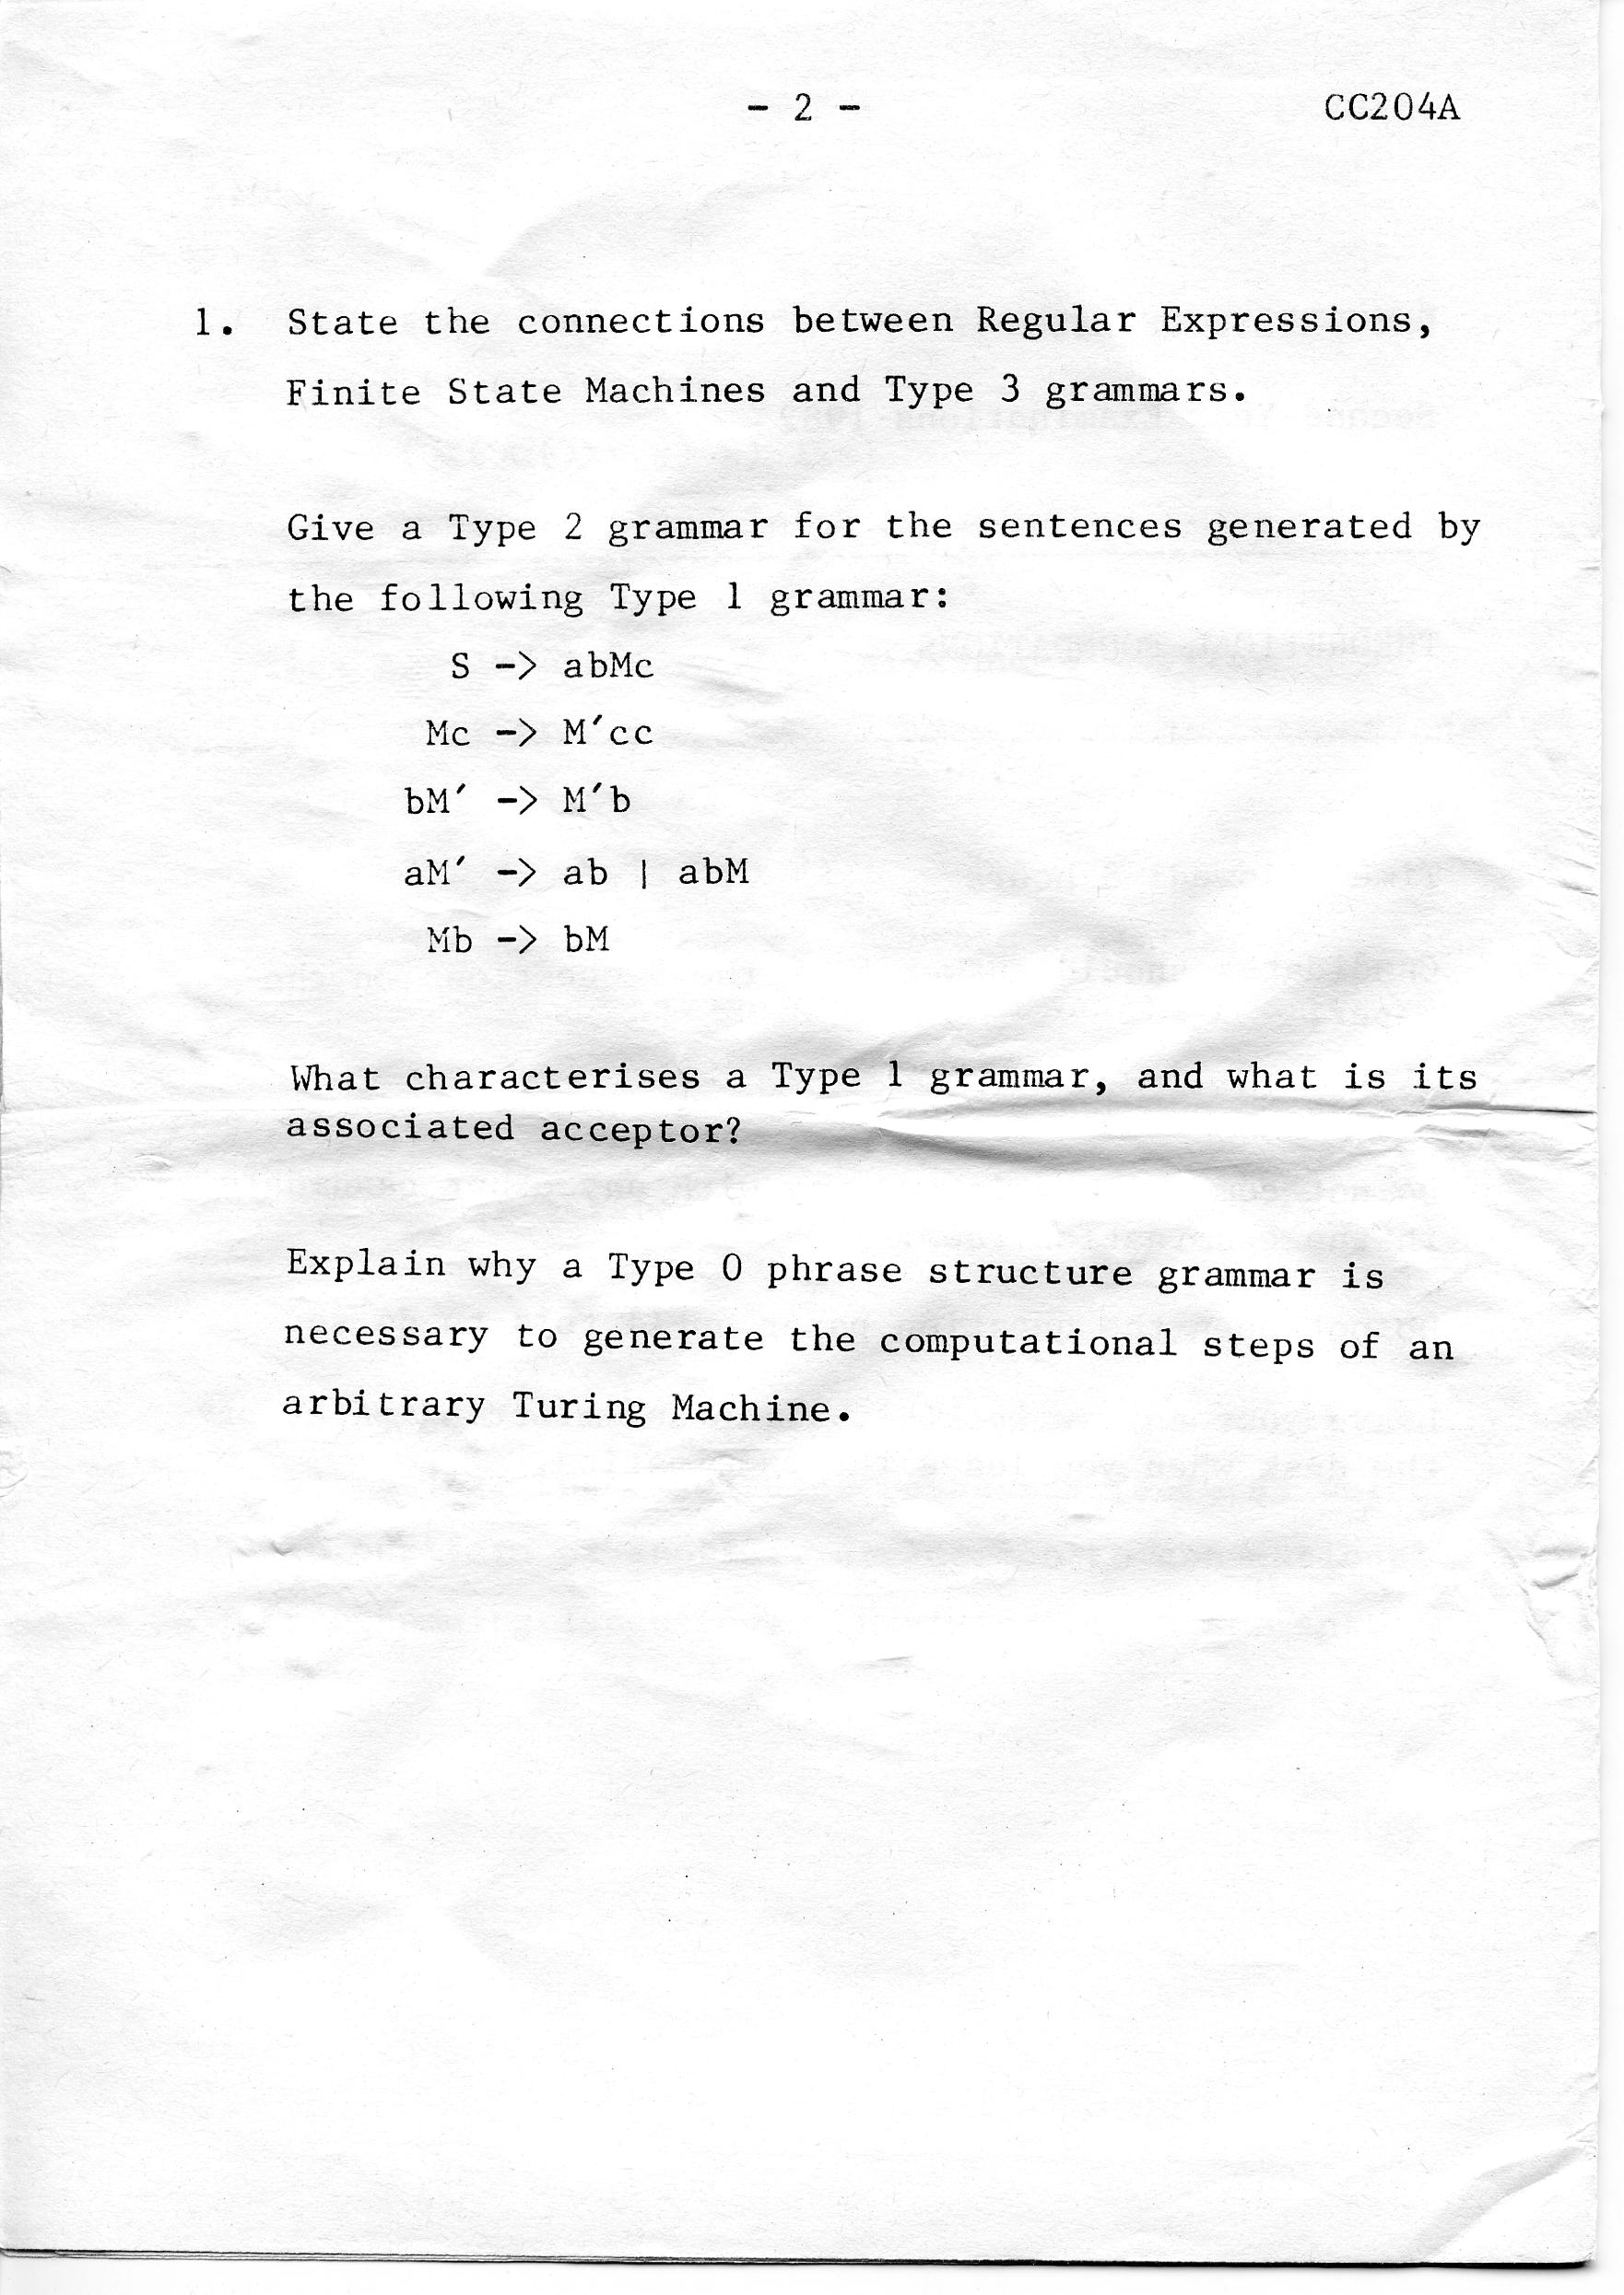 - 2 -
CC204A
1. State the connections between Regular Expressions,
Finite State Machines and Type 3 grammars.
Give a Type 2 grammar for the sentences generated by
the following Type 1 grammar:
S -> abMc
Mc -> M′cc
bM′ -> M′b
aM′ -> ab | abM
Mb -> bM
What characterises a Type 1 grammar, and what is its
associated acceptor?
Explain why a Type 0 phrase structure grammar is
necessary to generate the computational steps of an
arbitrary Turing Machine.